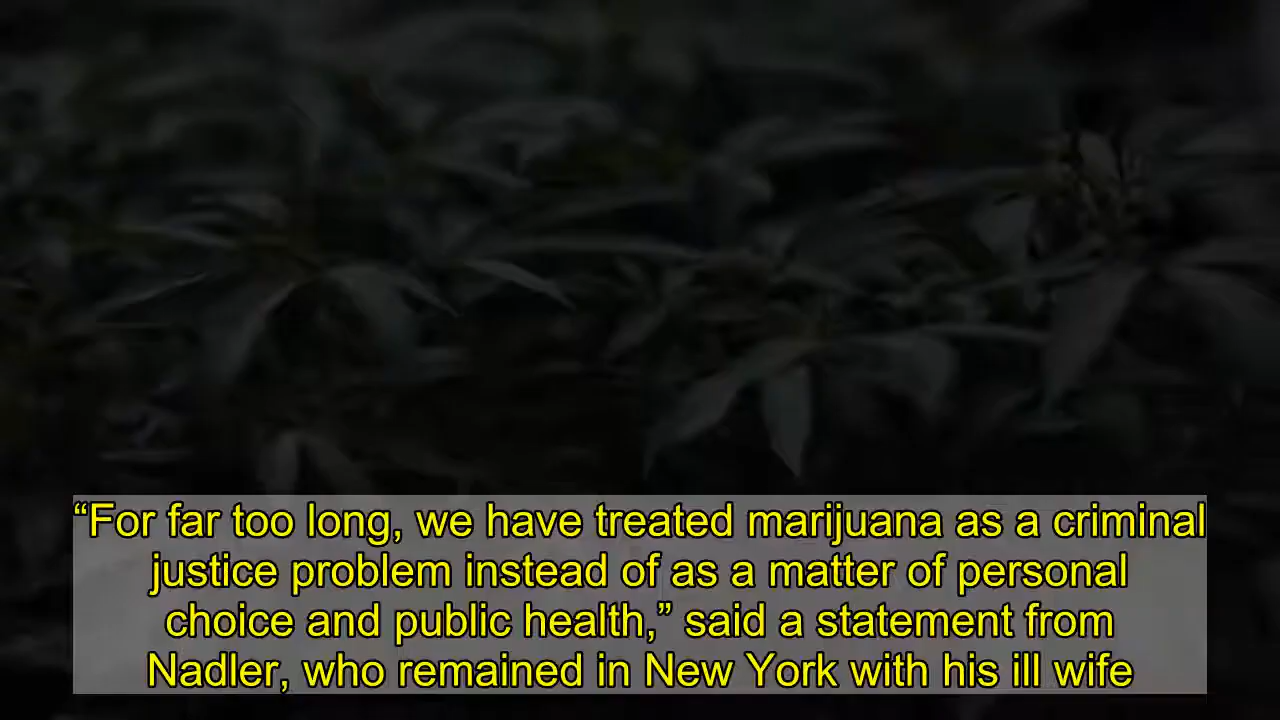 “For far too long, we have treated marijuana as a criminal
justice problem instead of as a matter of personal
choice and public health,” said a statement from
Nadler, who remained in New York with his ill wife